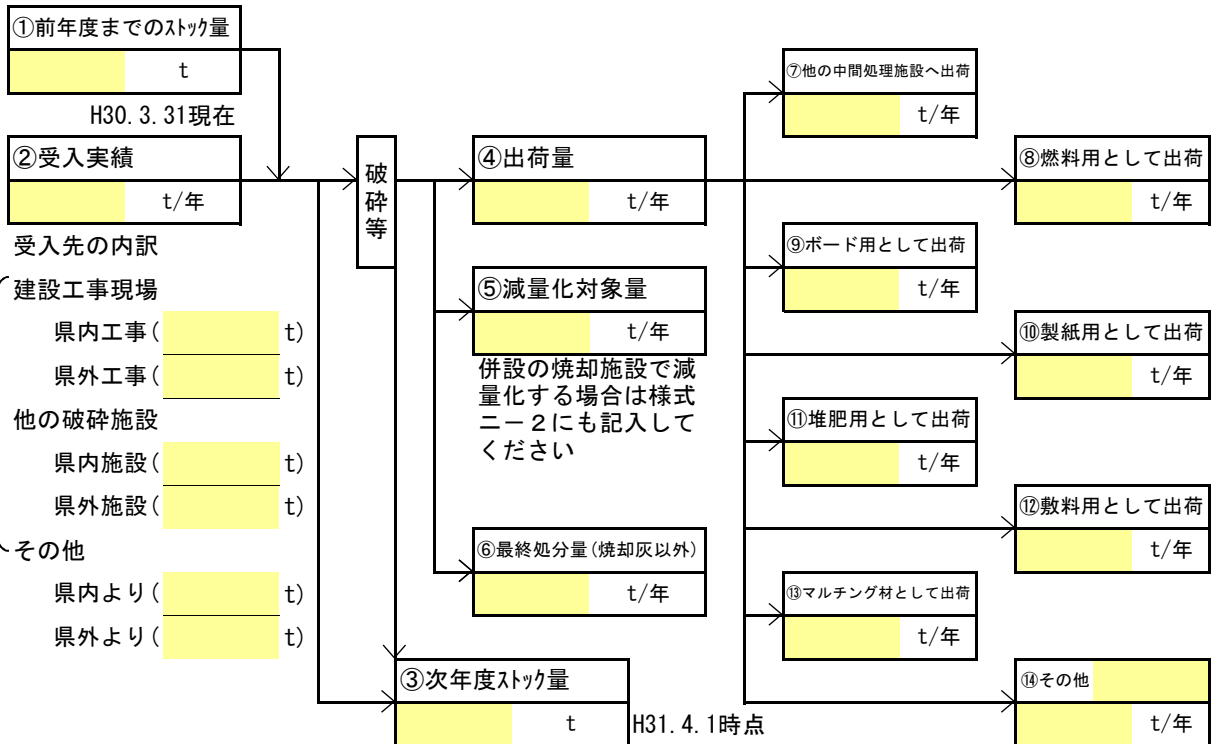 ①前年度までのｽﾄｯｸ量
t
H30.3.31現在
②受入実績
t/年
受入先の内訳
建設工事現場
県内工事( t)
県外工事( t)
他の破砕施設
県内施設( t)
県外施設( t)
その他
県内より( t)
県外より( t)
破砕等
④出荷量
t/年
⑤減量化対象量
t/年
併設の焼却施設で減
量化する場合は様式
ニー２にも記入して
ください
⑥最終処分量(焼却灰以外)
t/年
③次年度ｽﾄｯｸ量
t
H31.4.1時点
⑦他の中間処理施設へ出荷
t/年
⑧燃料用として出荷
t/年
⑨ボード用として出荷
t/年
⑩製紙用として出荷
t/年
⑪堆肥用として出荷
t/年
⑫敷料用として出荷
t/年
⑬マルチング材として出荷
t/年
⑭その他
t/年